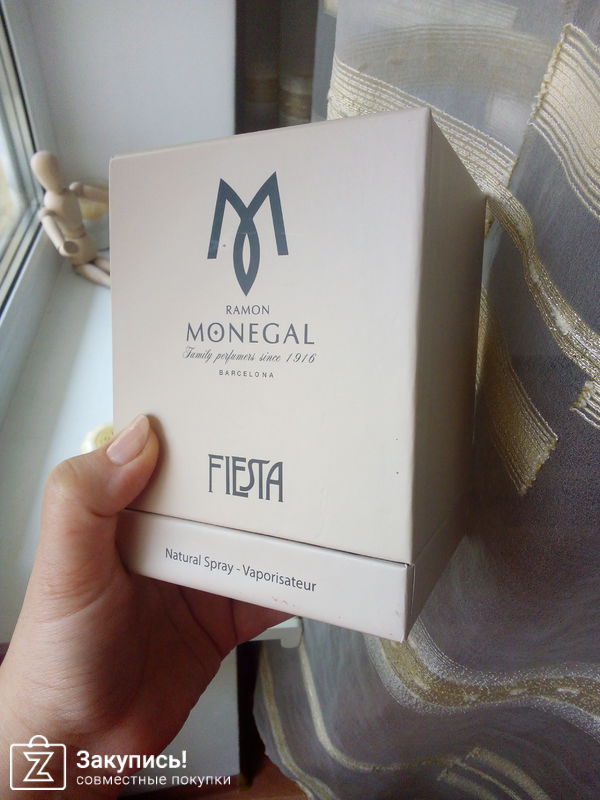 RAMON
MONEGAL
Family perfumers since 1916
BARCELONA
FIESTA
Natural Spray - Vaporisateur
Закупись!
совместные покупки